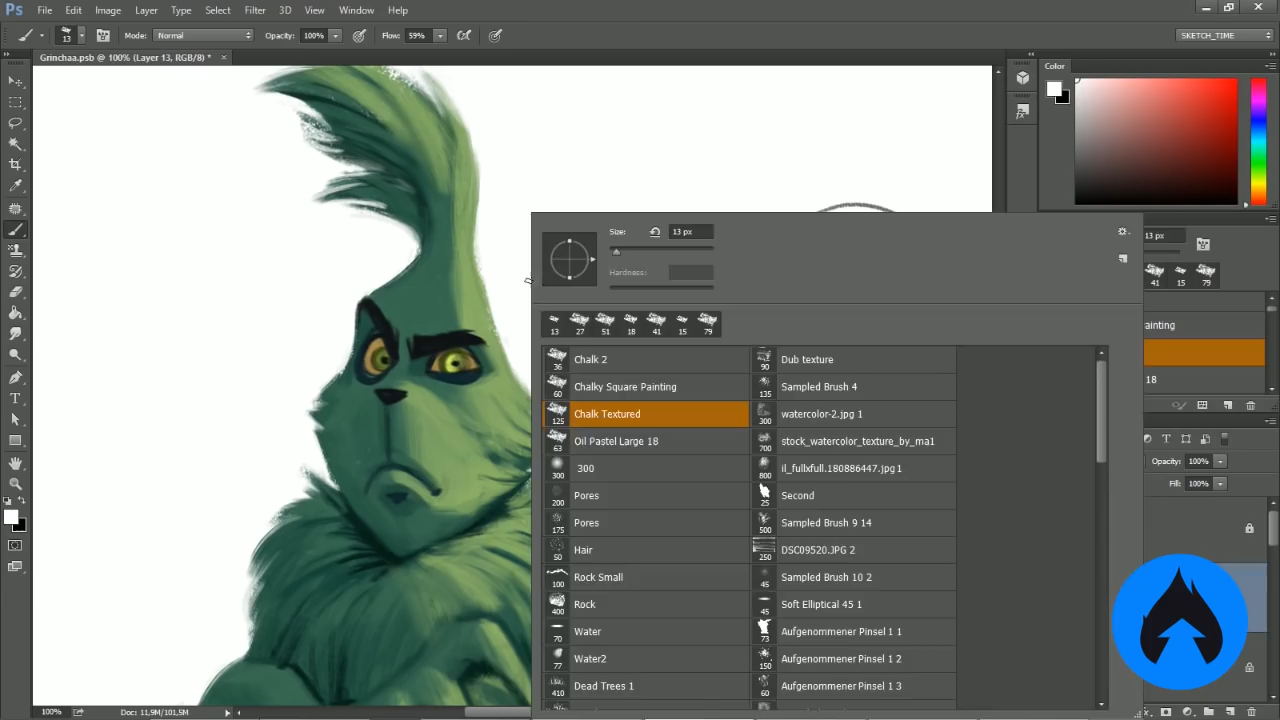 Ps File Edit Image Layer Type Select Filter 3D View Window Help
13 Mode: Normal Opacity: 100% Flow: 59% SKETCH_TIME
Grinchaa.psb @ 100% (Layer 13, RGB/8) * ×
Color
Size: 13 px
13 px
Hardness:
41 15 79
13 27 51 18 41 15 79
ainting
18
36 Chalk 2 90 Dub texture
60 Chalky Square Painting 135 Sampled Brush 4
125 Chalk Textured 300 watercolor-2.jpg 1
63 Oil Pastel Large 18 700 stock_watercolor_texture_by_ma1
300 300 800 il_fullxfull.180886447.jpg 1
200 Pores 25 Second
175 Pores 500 Sampled Brush 9 14
50 Hair 250 DSC09520.JPG 2
100 Rock Small 45 Sampled Brush 10 2
400 Rock 45 Soft Elliptical 45 1
70 Water 73 Aufgenommener Pinsel 1 1
77 Water2 150 Aufgenommener Pinsel 1 2
410 Dead Trees 1 60 Aufgenommener Pinsel 1 3
Opacity: 100%
Fill: 100%
100% Doc: 11,9M/101,5M